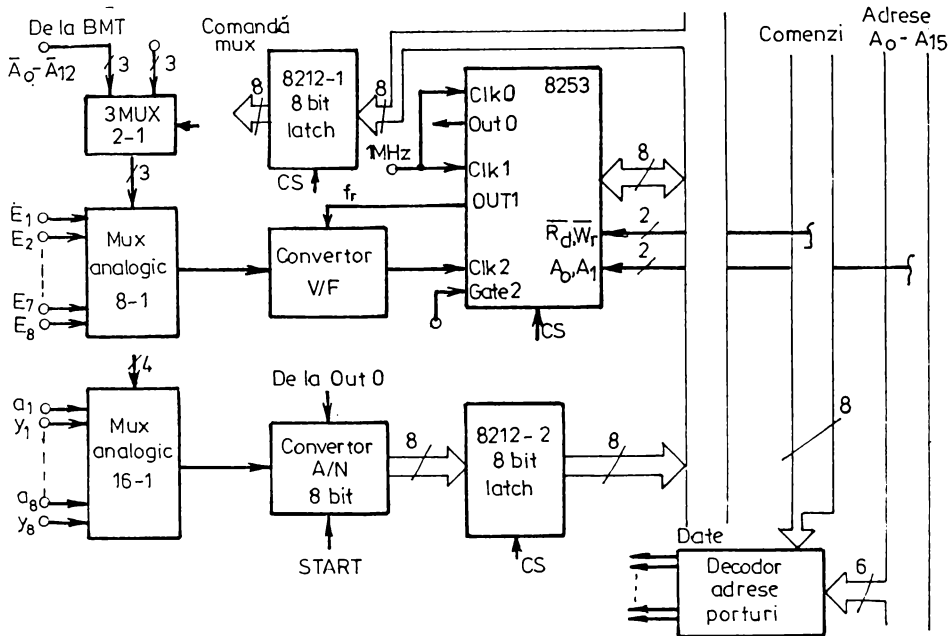 De la BMT
Ā₀-Ā₁₂
3
3
3 MUX
2-1
3
Comandă
mux
8
8212-1
8 bit
latch
8
CS
1MHz
8253
Clk0
Out 0
Clk1
OUT1
Clk2
Gate2
R̅d̅,W̅r̅
A₀,A₁
CS
8
2
2
Comenzi
Adrese
A₀-A₁₅
E₁
E₂
E₇
E₈
Mux
analogic
8-1
fr
Convertor
V/F
4
a₁
y₁
a₈
y₈
Mux
analogic
16-1
De la Out 0
Convertor
A/N
8 bit
START
8
8212-2
8 bit
latch
CS
8
8
Date
Decodor
adrese
porturi
6